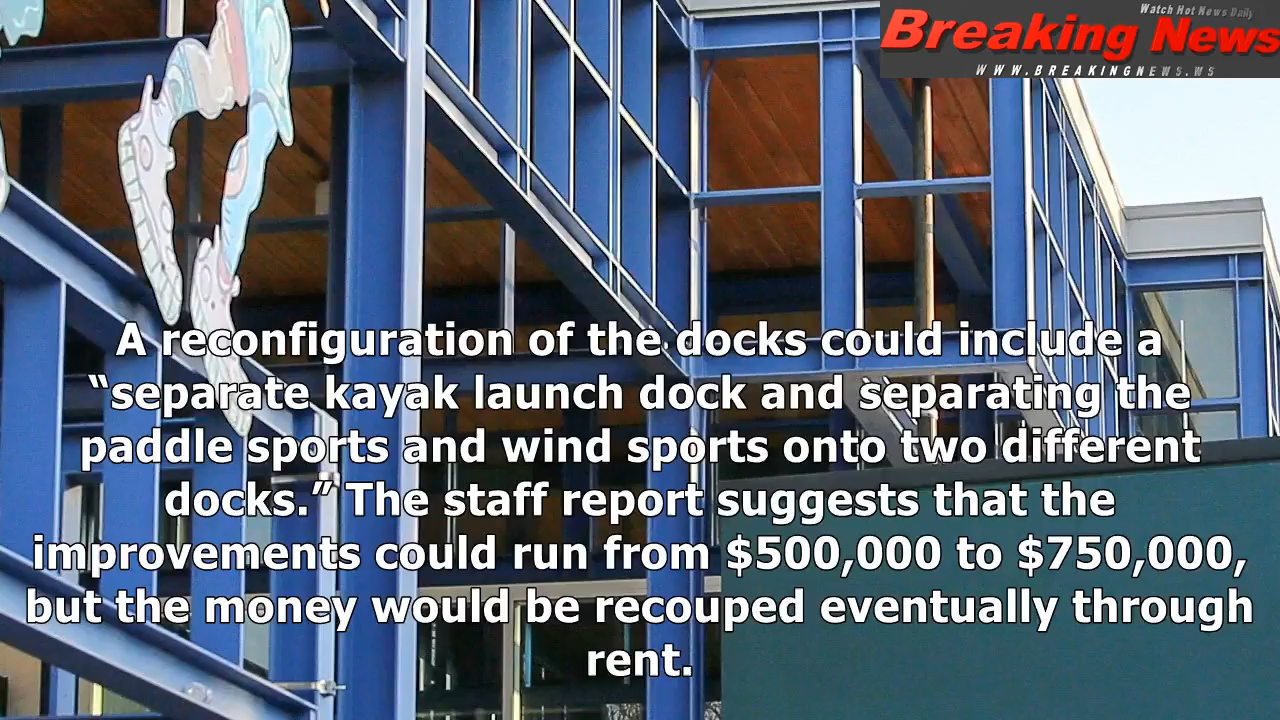 Watch Hot News Daily
Breaking News
WWW.BREAKINGNEWS.WS
A reconfiguration of the docks could include a
“separate kayak launch dock and separating the
paddle sports and wind sports onto two different
docks.” The staff report suggests that the
improvements could run from $500,000 to $750,000,
but the money would be recouped eventually through
rent.